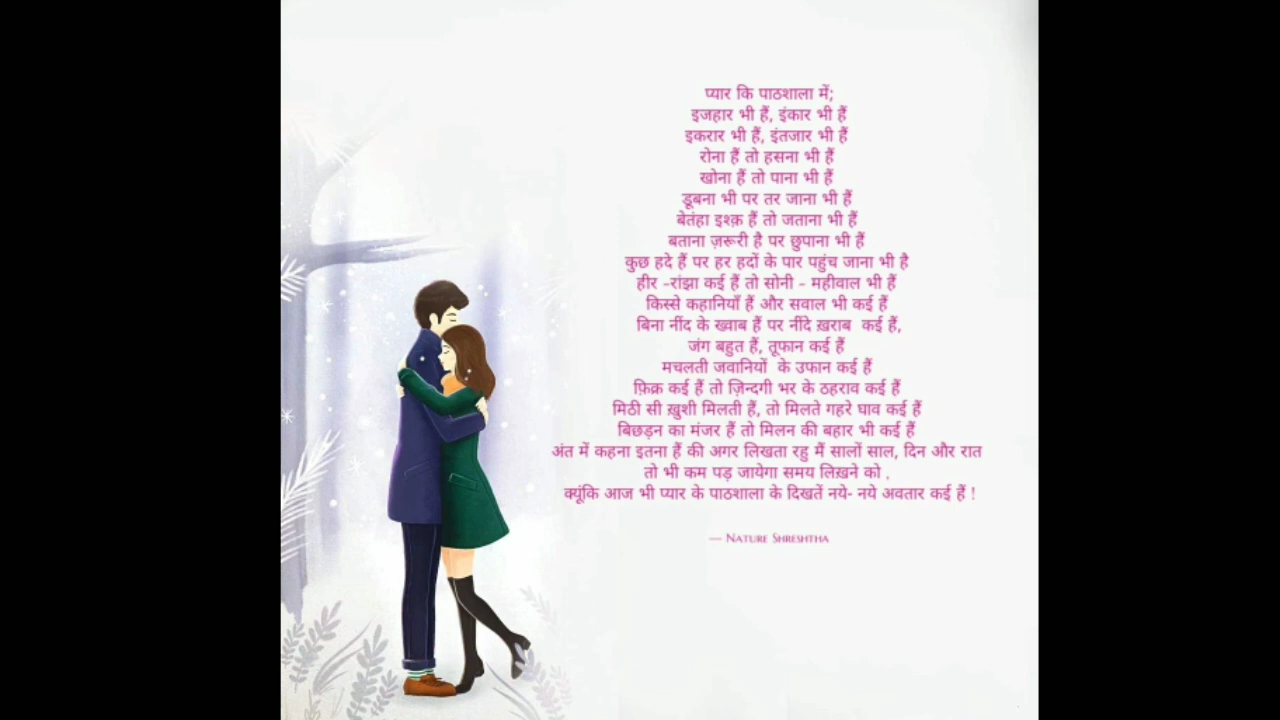 प्यार कि पाठशाला में;
इजहार भी हैं, इंकार भी हैं
इकरार भी हैं, इंतजार भी हैं
रोना हैं तो हसना भी हैं
खोना हैं तो पाना भी हैं
डूबना भी पर तर जाना भी हैं
बेतंहा इश्क़ हैं तो जताना भी हैं
बताना ज़रूरी है पर छुपाना भी हैं
कुछ हदे हैं पर हर हदों के पार पहुंच जाना भी है
हीर -रांझा कई हैं तो सोनी - महीवाल भी हैं
किस्से कहानियाँ हैं और सवाल भी कई हैं
बिना नींद के ख्वाब हैं पर नींदे ख़राब कई हैं,
जंग बहुत हैं, तूफान कई हैं
मचलती जवानियों के उफान कई हैं
फ़िक्र कई हैं तो ज़िन्दगी भर के ठहराव कई हैं
मिठी सी ख़ुशी मिलती हैं, तो मिलते गहरे घाव कई हैं
बिछड़न का मंजर हैं तो मिलन की बहार भी कई हैं
अंत में कहना इतना हैं की अगर लिखता रहु मैं सालों साल, दिन और रात
तो भी कम पड़ जायेगा समय लिख़ने को .
क्यूंकि आज भी प्यार के पाठशाला के दिखतें नये- नये अवतार कई हैं !
— Nature Shreshtha